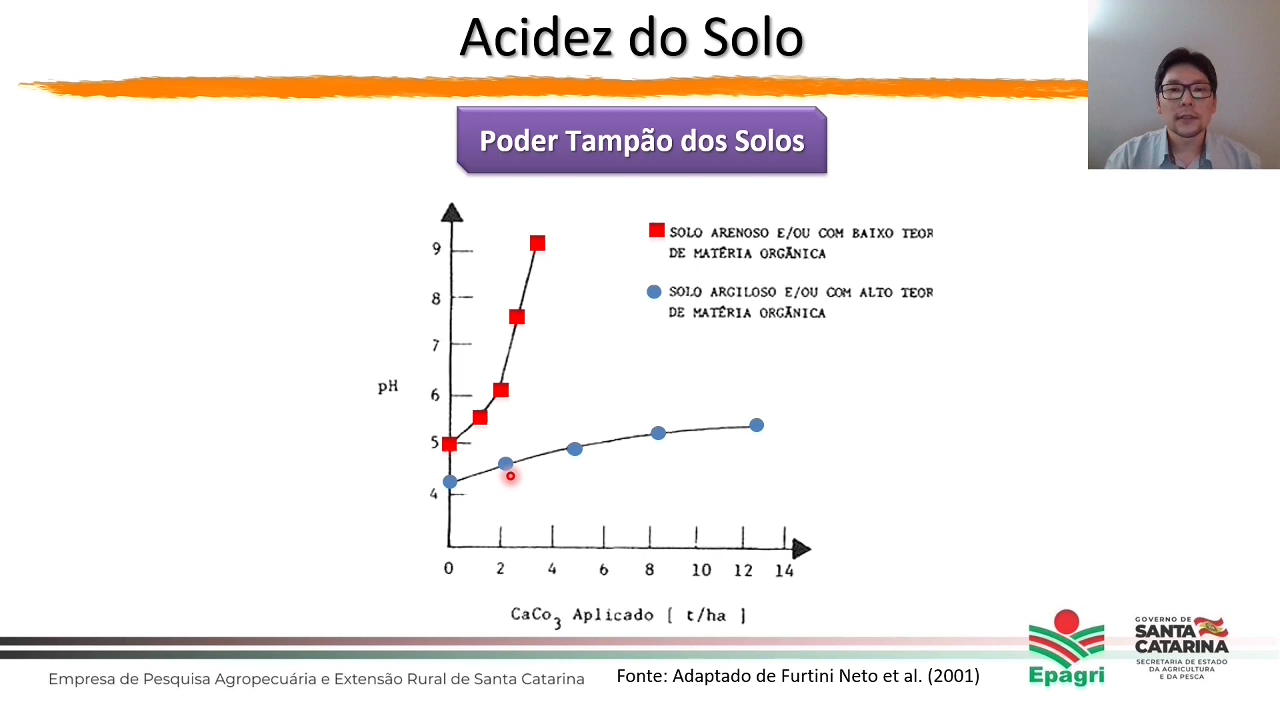 Acidez do Solo
Poder Tampão dos Solos
SOLO ARENOSO E/OU COM BAIXO TEOR
DE MATÉRIA ORGÂNICA
SOLO ARGILOSO E/OU COM ALTO TEOR
DE MATÉRIA ORGÂNICA
9
8
7
pH
6
5
4
0 2 4 6 8 10 12 14
CaCo3 Aplicado [ t/ha ]
Epagri
GOVERNO DE
SANTA
CATARINA
SECRETARIA DE ESTADO
DA AGRICULTURA
E DA PESCA
Empresa de Pesquisa Agropecuária e Extensão Rural de Santa Catarina
Fonte: Adaptado de Furtini Neto et al. (2001)